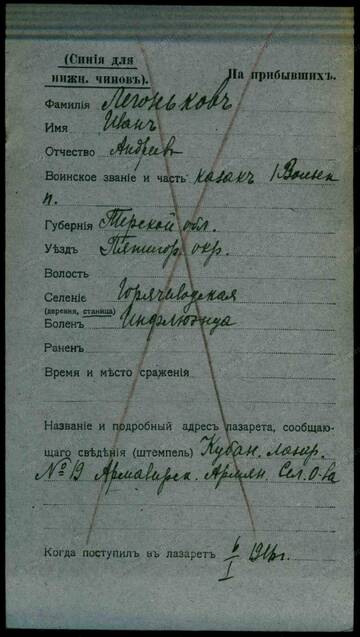 (Синія для
нижн. чиновъ).
На прибывшихъ.
Фамилія Легоньковъ
Имя Иванъ
Отчество Андреев
Воинское званіе и часть казакъ 1 Волгск
п.
Губернія Терской обл.
Уѣздъ Пятигор. окр.
Волость
Селеніе Горячеводская
(деревня, станица)
Боленъ Инфлюэнца
Раненъ
Время и мѣсто сраженія
Названіе и подробный адресъ лазарета, сообщаю-
щаго свѣдѣнія (штемпель) Кубан. лазар.
№ 19 Армавирск. Армян. Сел. О-ва
Когда поступилъ въ лазаретъ 6/I 1916г.